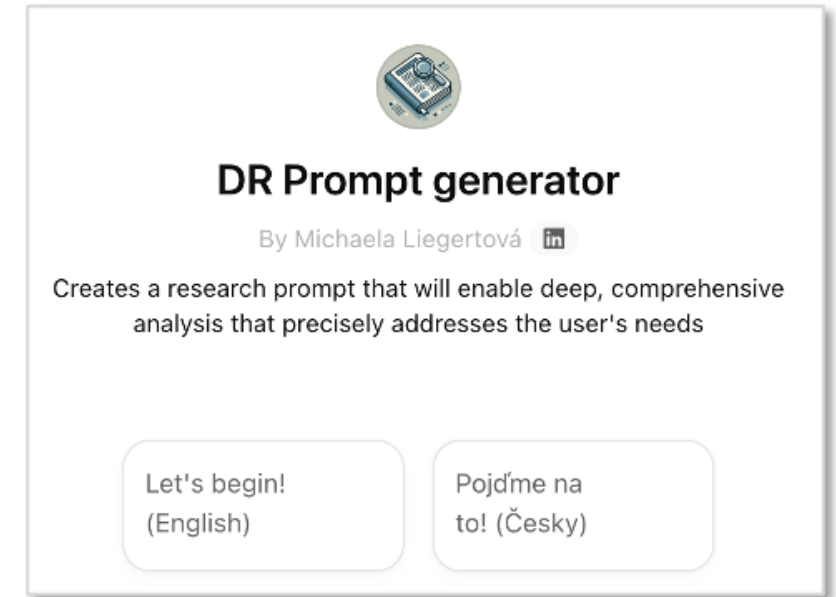 DR Prompt generator
By Michaela Liegertová in
Creates a research prompt that will enable deep, comprehensive
analysis that precisely addresses the user's needs
Let's begin!
(English)
Pojďme na
to! (Česky)